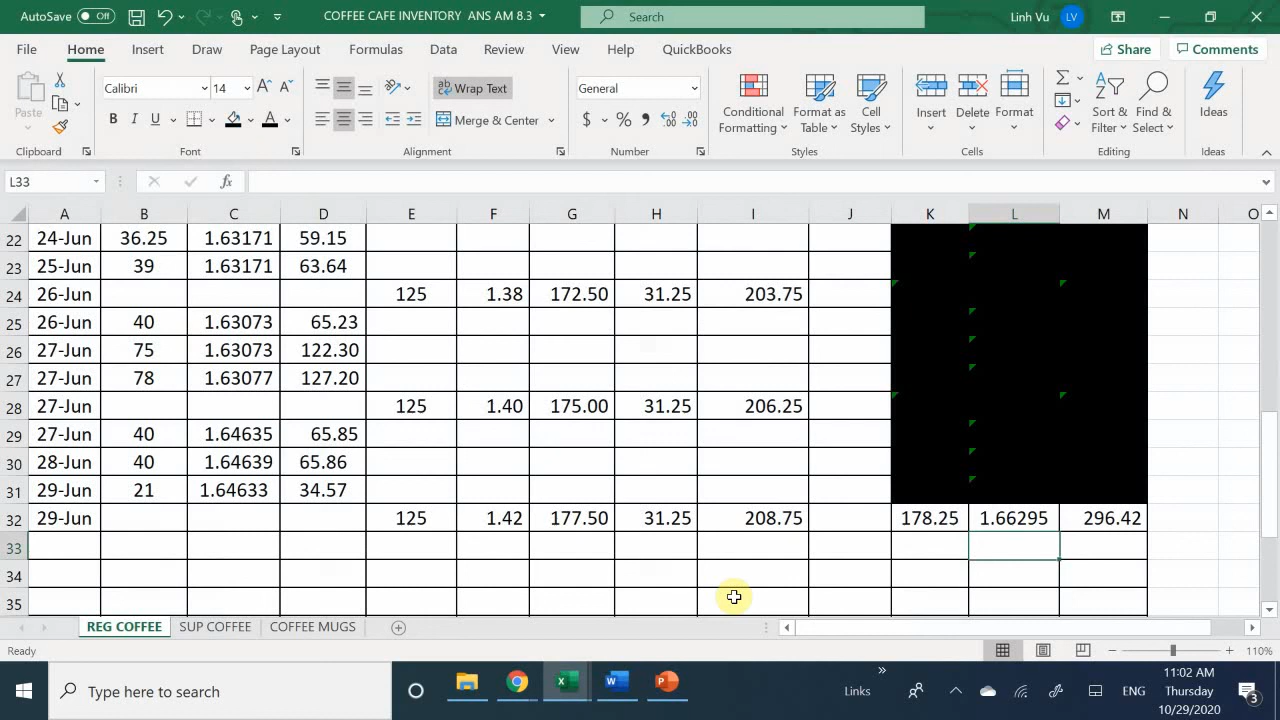 AutoSave Off COFFEE CAFE INVENTORY ANS AM 8.3 Search Linh Vu LV
File Home Insert Draw Page Layout Formulas Data Review View Help QuickBooks Share Comments
Paste Calibri 14 Wrap Text General Conditional Formatting Format as Table Cell Styles Insert Delete Format Sort & Filter Find & Select Ideas
B I U A Merge & Center $ % 9
Clipboard Font Alignment Number Styles Cells Editing Ideas
L33 fx
A B C D E F G H I J K L M N O
22 24-Jun 36.25 1.63171 59.15
23 25-Jun 39 1.63171 63.64
24 26-Jun 125 1.38 172.50 31.25 203.75
25 26-Jun 40 1.63073 65.23
26 27-Jun 75 1.63073 122.30
27 27-Jun 78 1.63077 127.20
28 27-Jun 125 1.40 175.00 31.25 206.25
29 27-Jun 40 1.64635 65.85
30 28-Jun 40 1.64639 65.86
31 29-Jun 21 1.64633 34.57
32 29-Jun 125 1.42 177.50 31.25 208.75 178.25 1.66295 296.42
33
34
35
REG COFFEE SUP COFFEE COFFEE MUGS
Ready 110%
Type here to search Links ENG 11:02 AM
Thursday
10/29/2020 3